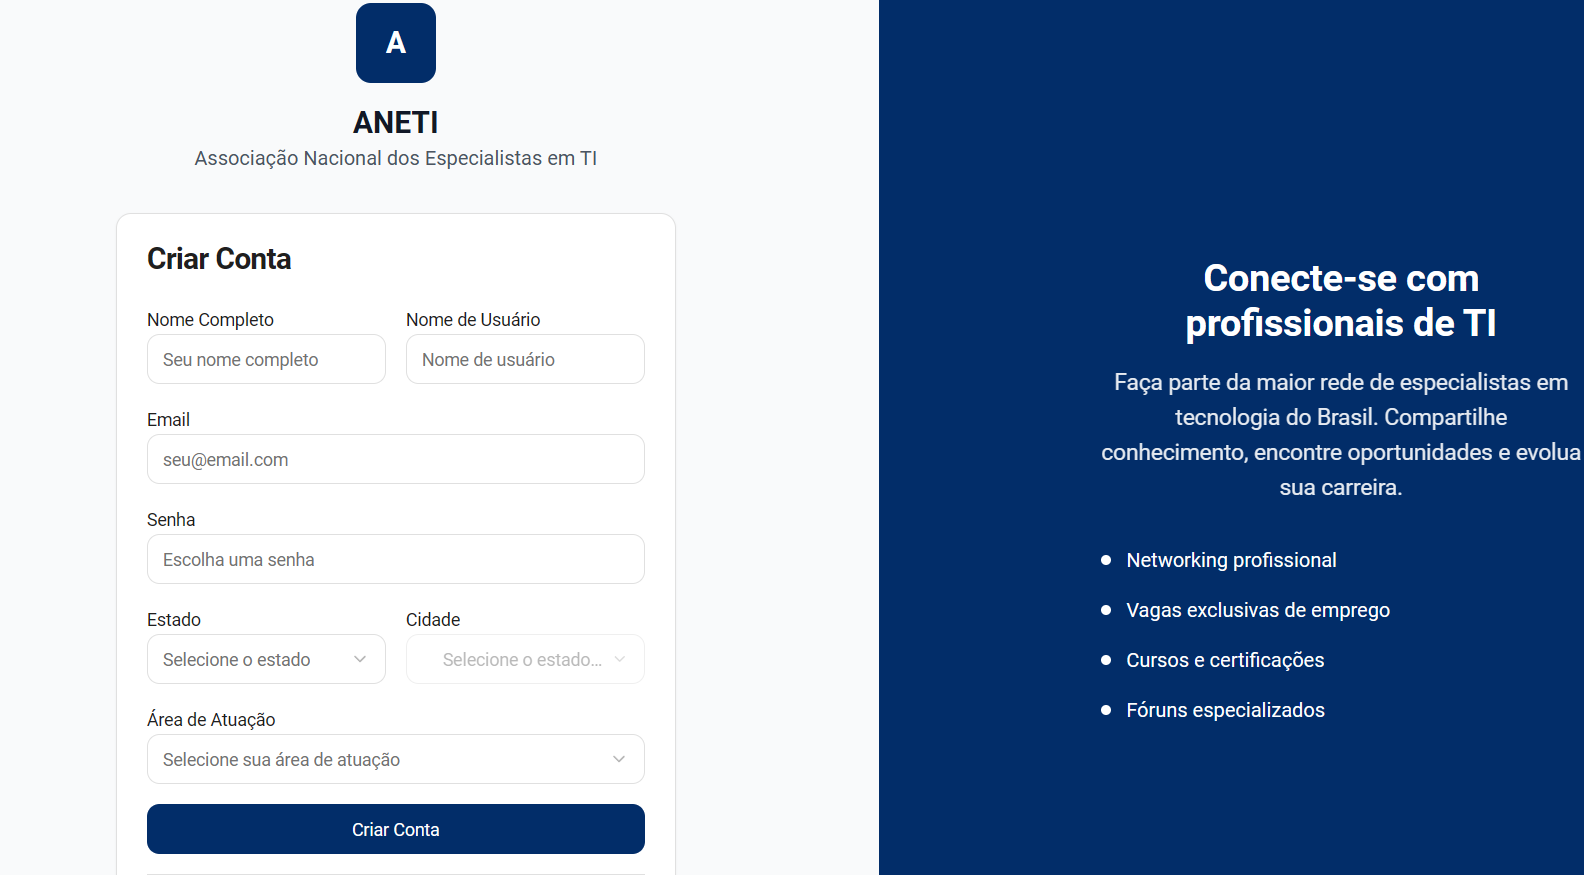 A
ANETI
Associação Nacional dos Especialistas em TI
Criar Conta
Nome Completo
Nome de Usuário
Seu nome completo
Nome de usuário
Email
seu@email.com
Senha
Escolha uma senha
Estado
Cidade
Selecione o estado
Selecione o estado...
Área de Atuação
Selecione sua área de atuação
Criar Conta
Conecte-se com
profissionais de TI
Faça parte da maior rede de especialistas em
tecnologia do Brasil. Compartilhe
conhecimento, encontre oportunidades e evolua
sua carreira.
Networking profissional
Vagas exclusivas de emprego
Cursos e certificações
Fóruns especializados